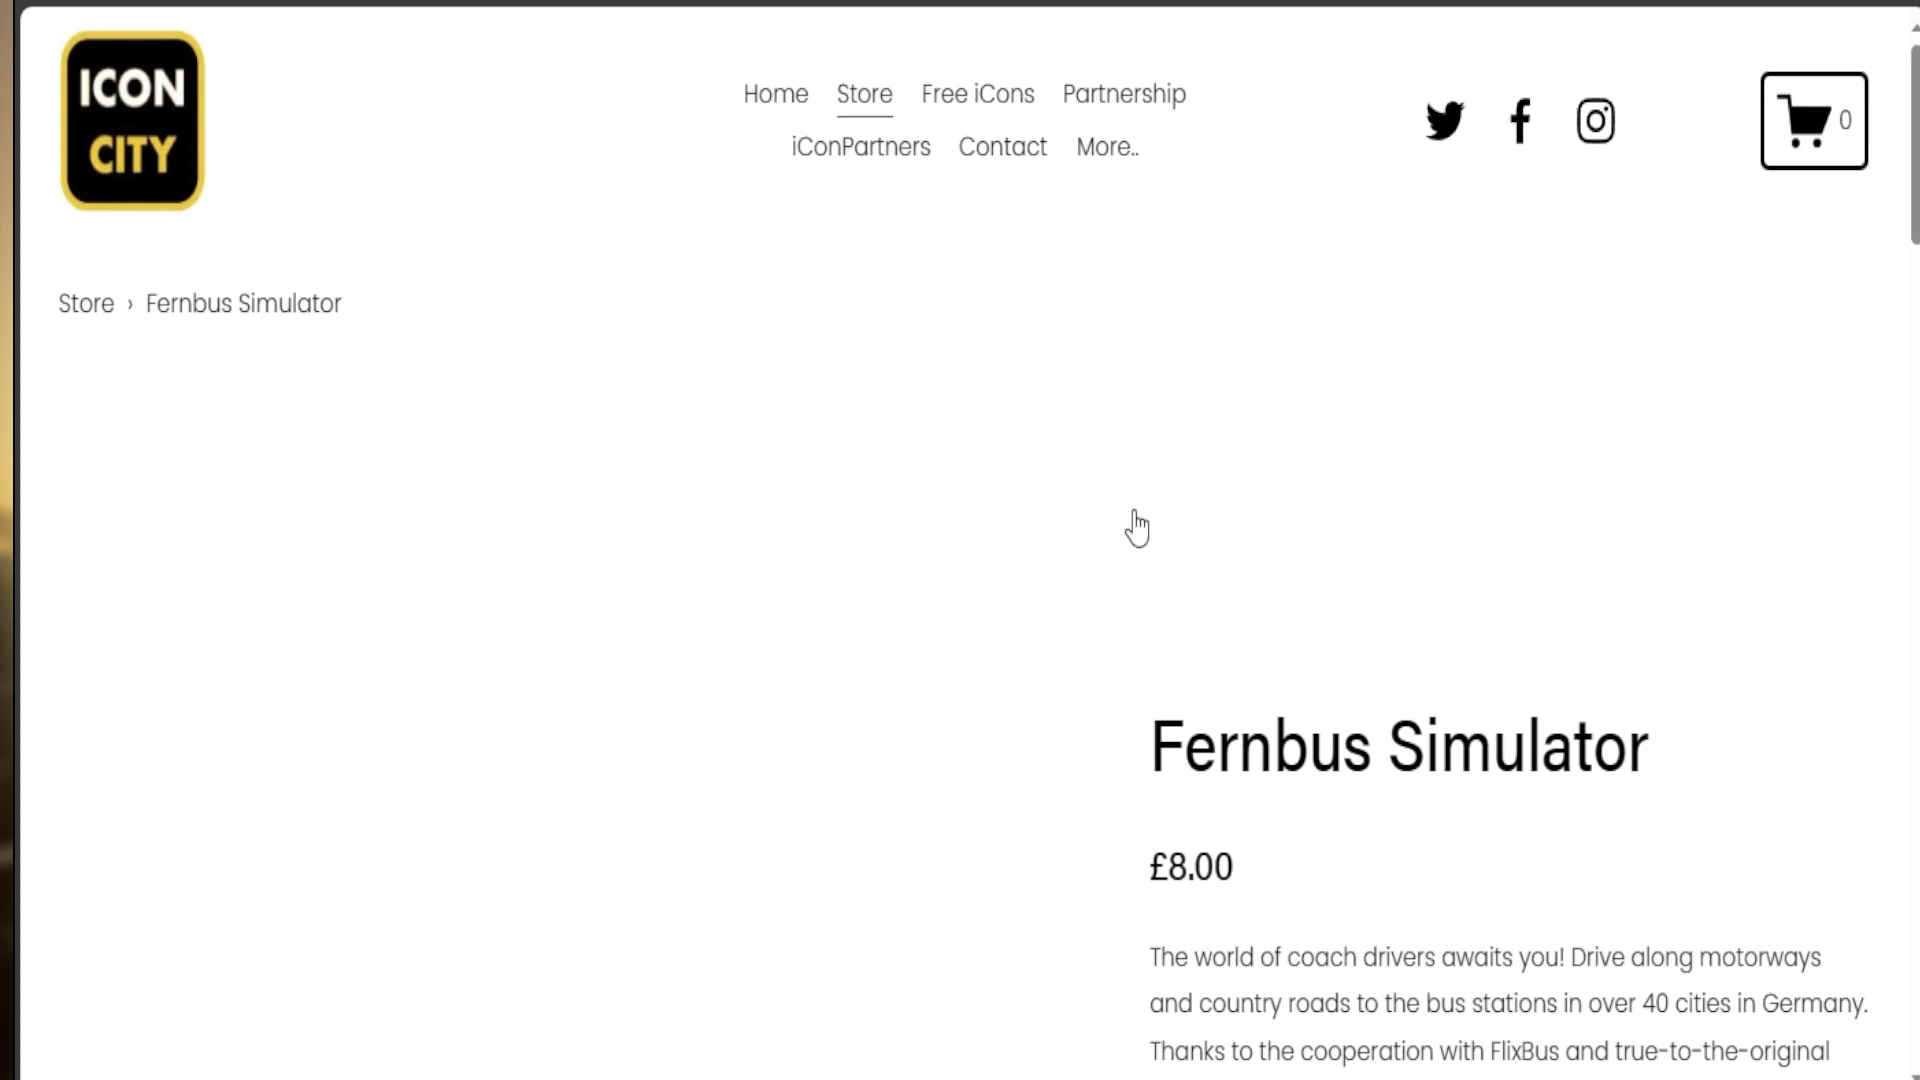 ICON
CITY
Home Store Free iCons Partnership
iConPartners Contact More..
0
Store › Fernbus Simulator
Fernbus Simulator
£8.00
The world of coach drivers awaits you! Drive along motorways
and country roads to the bus stations in over 40 cities in Germany.
Thanks to the cooperation with FlixBus and true-to-the-original